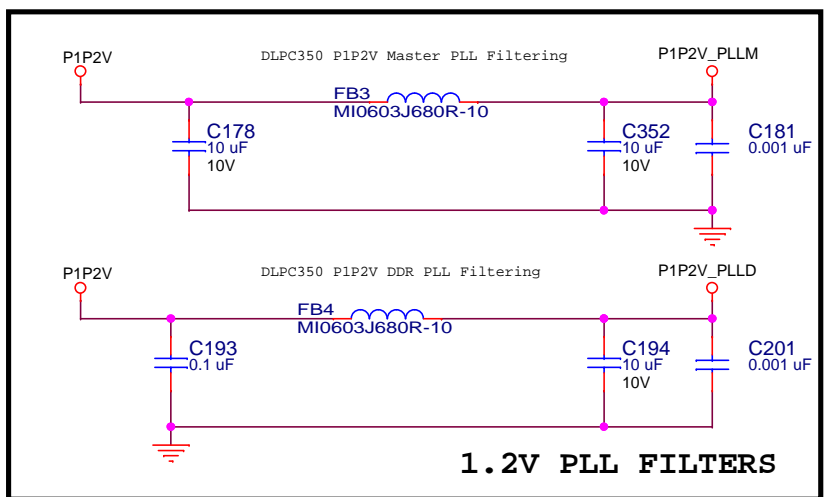 P1P2V
DLPC350 P1P2V Master PLL Filtering
P1P2V_PLLM
FB3
MI0603J680R-10
C178
10 uF
10V
C352
10 uF
10V
C181
0.001 uF
P1P2V
DLPC350 P1P2V DDR PLL Filtering
P1P2V_PLLD
FB4
MI0603J680R-10
C193
0.1 uF
C194
10 uF
10V
C201
0.001 uF
1.2V PLL FILTERS